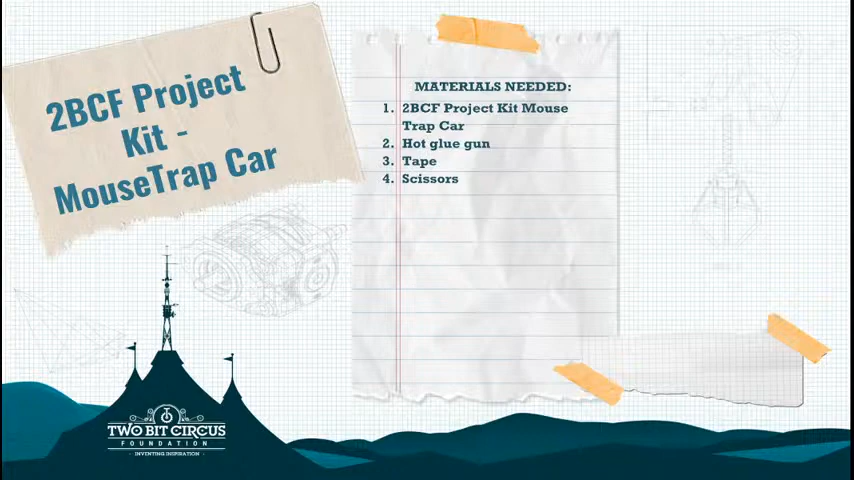 2BCF Project
Kit -
MouseTrap Car
MATERIALS NEEDED:
1. 2BCF Project Kit Mouse
Trap Car
2. Hot glue gun
3. Tape
4. Scissors
TWO BIT CIRCUS
FOUNDATION
INVENTING INSPIRATION